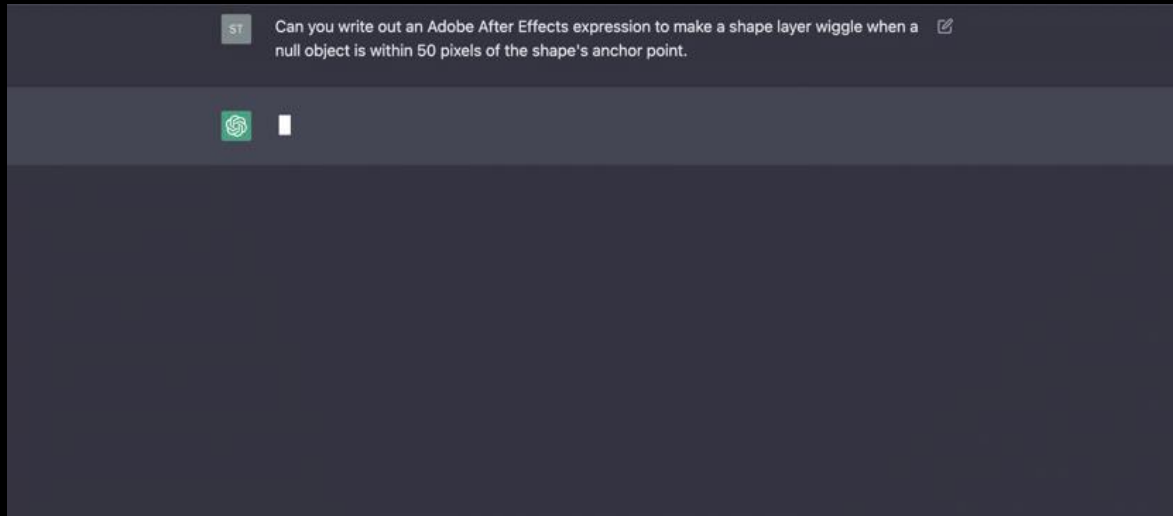 ST
Can you write out an Adobe After Effects expression to make a shape layer wiggle when a
null object is within 50 pixels of the shape's anchor point.